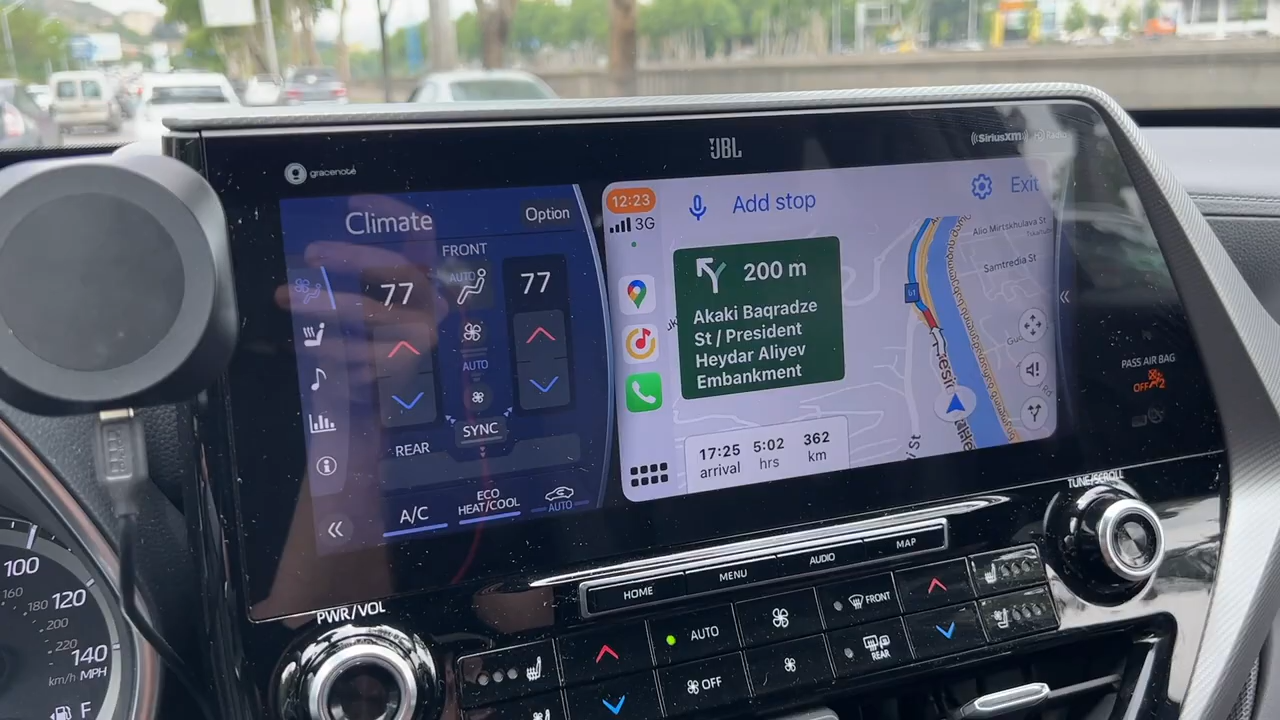 gracenote
JBL
SiriusXM
HD Radio
Climate
Option
FRONT
77
AUTO
77
AUTO
SYNC
REAR
A/C
ECO
HEAT/COOL
AUTO
12:23
3G
Add stop
Exit
200 m
Akaki Baqradze
St / President
Heydar Aliyev
Embankment
17:25
arrival
5:02
hrs
362
km
Alio Mirtskhulava St
Samtredia St
PASS AIR BAG
OFF
TUNE/SCROLL
HOME
MENU
AUDIO
MAP
PWR/VOL
AUTO
OFF
FRONT
REAR
100
160
120
180
200
220
140
km/h
MPH
F